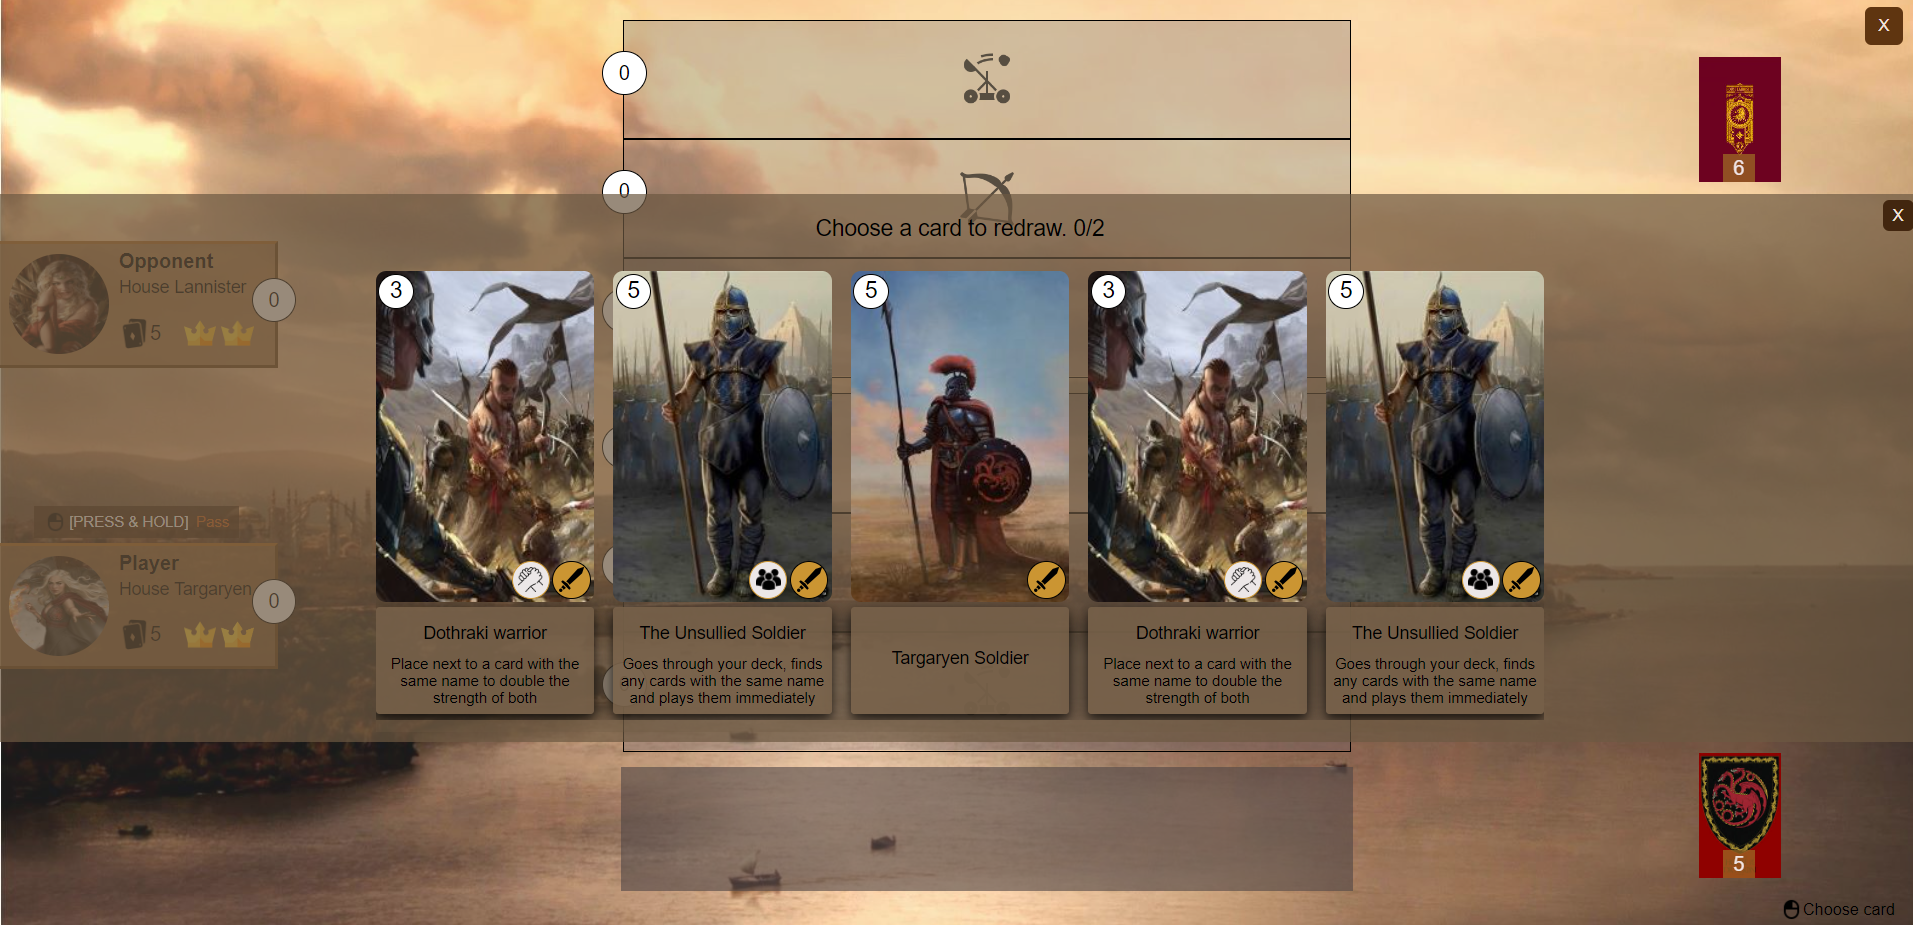 X
0
6
0
Choose a card to redraw. 0/2
X
Opponent
House Lannister
0
5
3
5
5
3
5
[PRESS & HOLD] Pass
Player
House Targaryen
0
5
Dothraki warrior
Place next to a card with the
same name to double the
strength of both
The Unsullied Soldier
Goes through your deck, finds
any cards with the same name
and plays them immediately
Targaryen Soldier
Dothraki warrior
Place next to a card with the
same name to double the
strength of both
The Unsullied Soldier
Goes through your deck, finds
any cards with the same name
and plays them immediately
5
Choose card